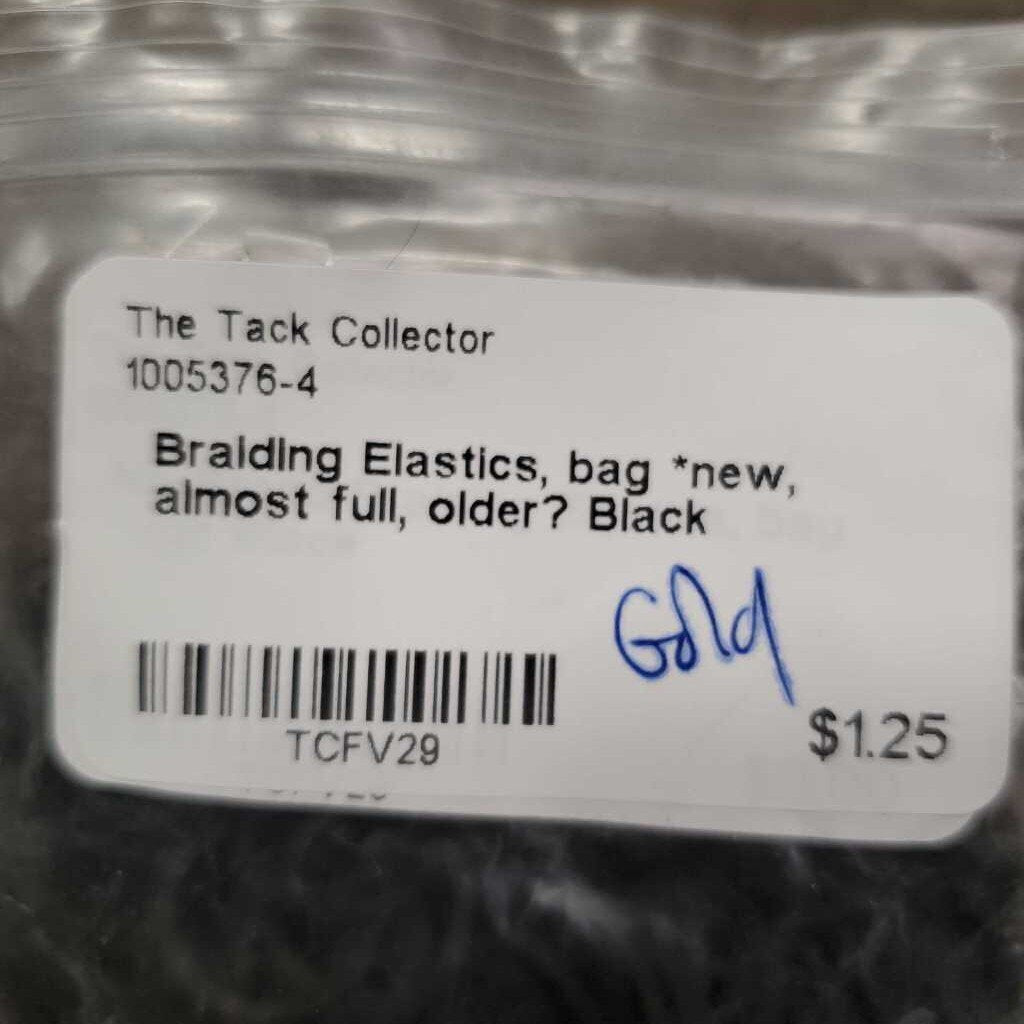 The Tack Collector
1005376-4
Braiding Elastics, bag *new,
almost full, older? Black
Gold
TCFV29
$1.25